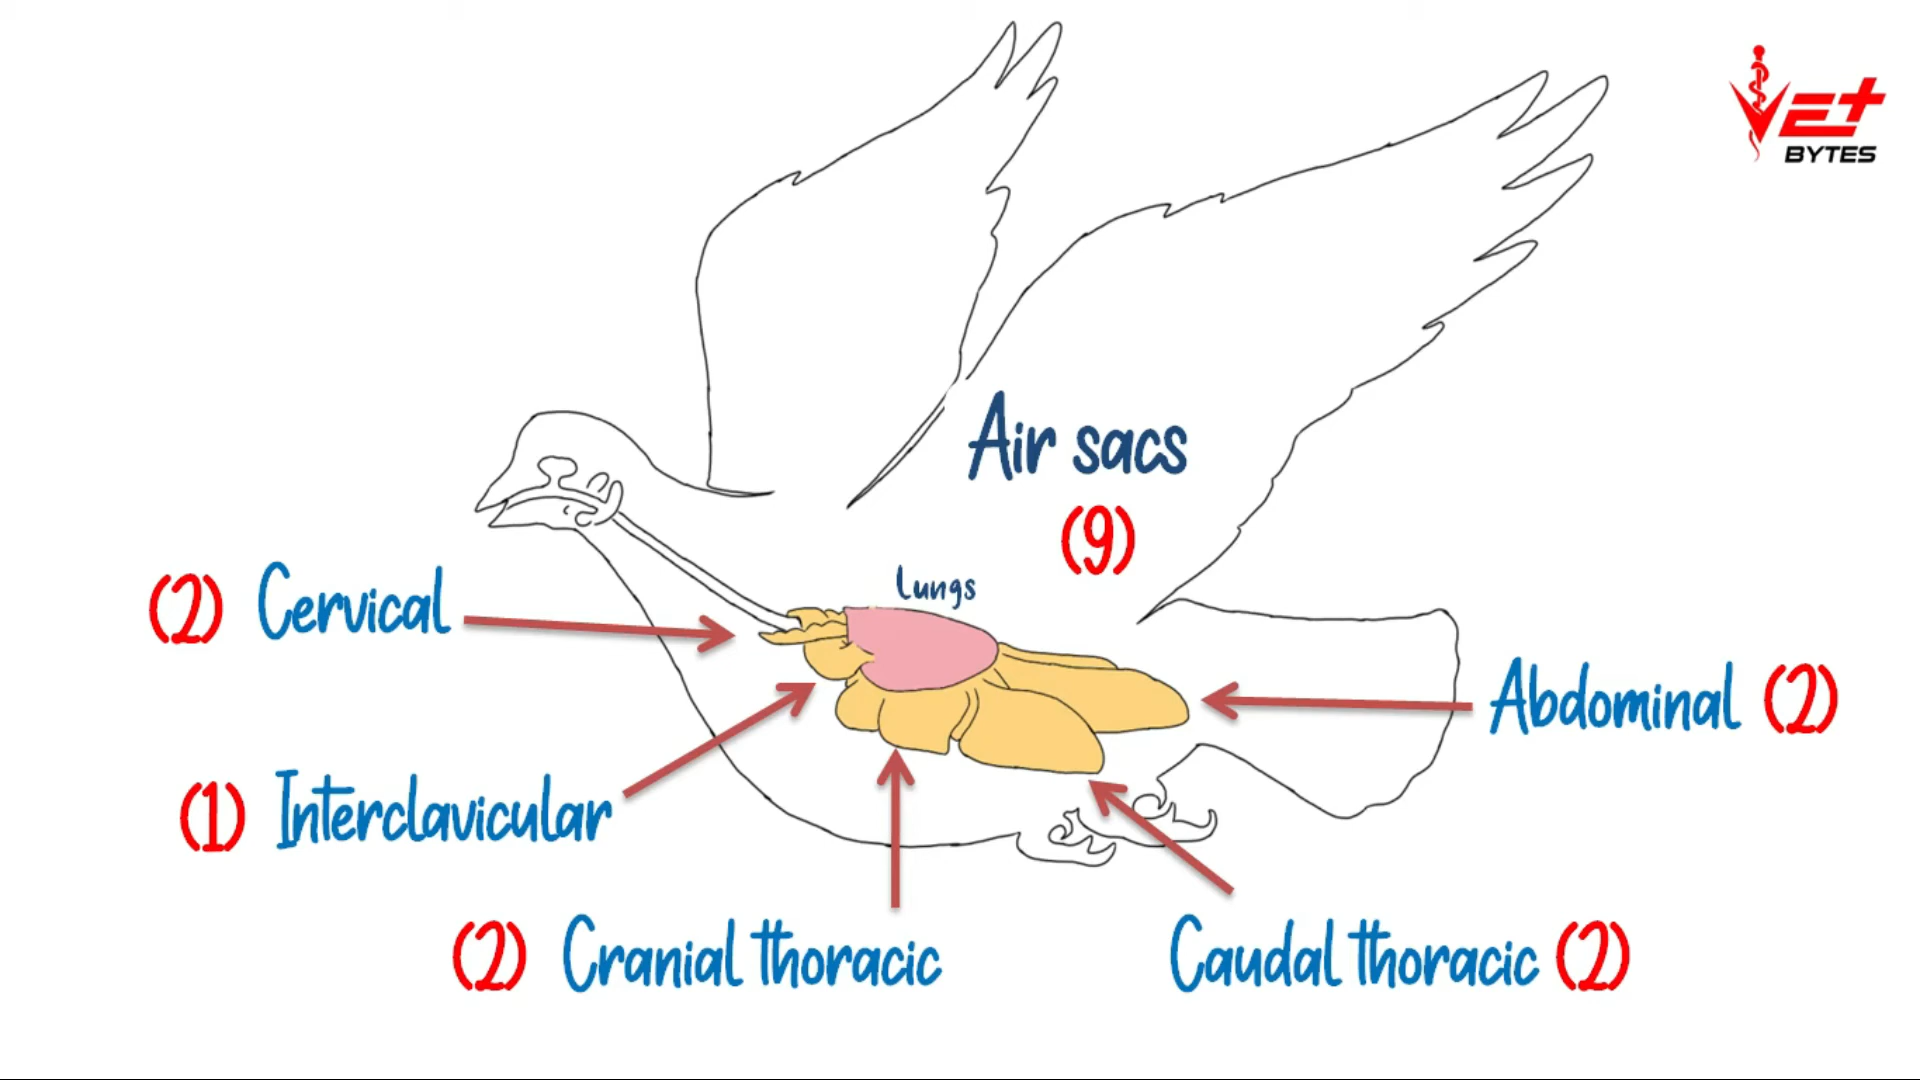 VET+
BYTES
Air sacs
(9)
Lungs
(2) Cervical
Abdominal (2)
(1) Interclavicular
(2) Cranial thoracic
Caudal thoracic (2)